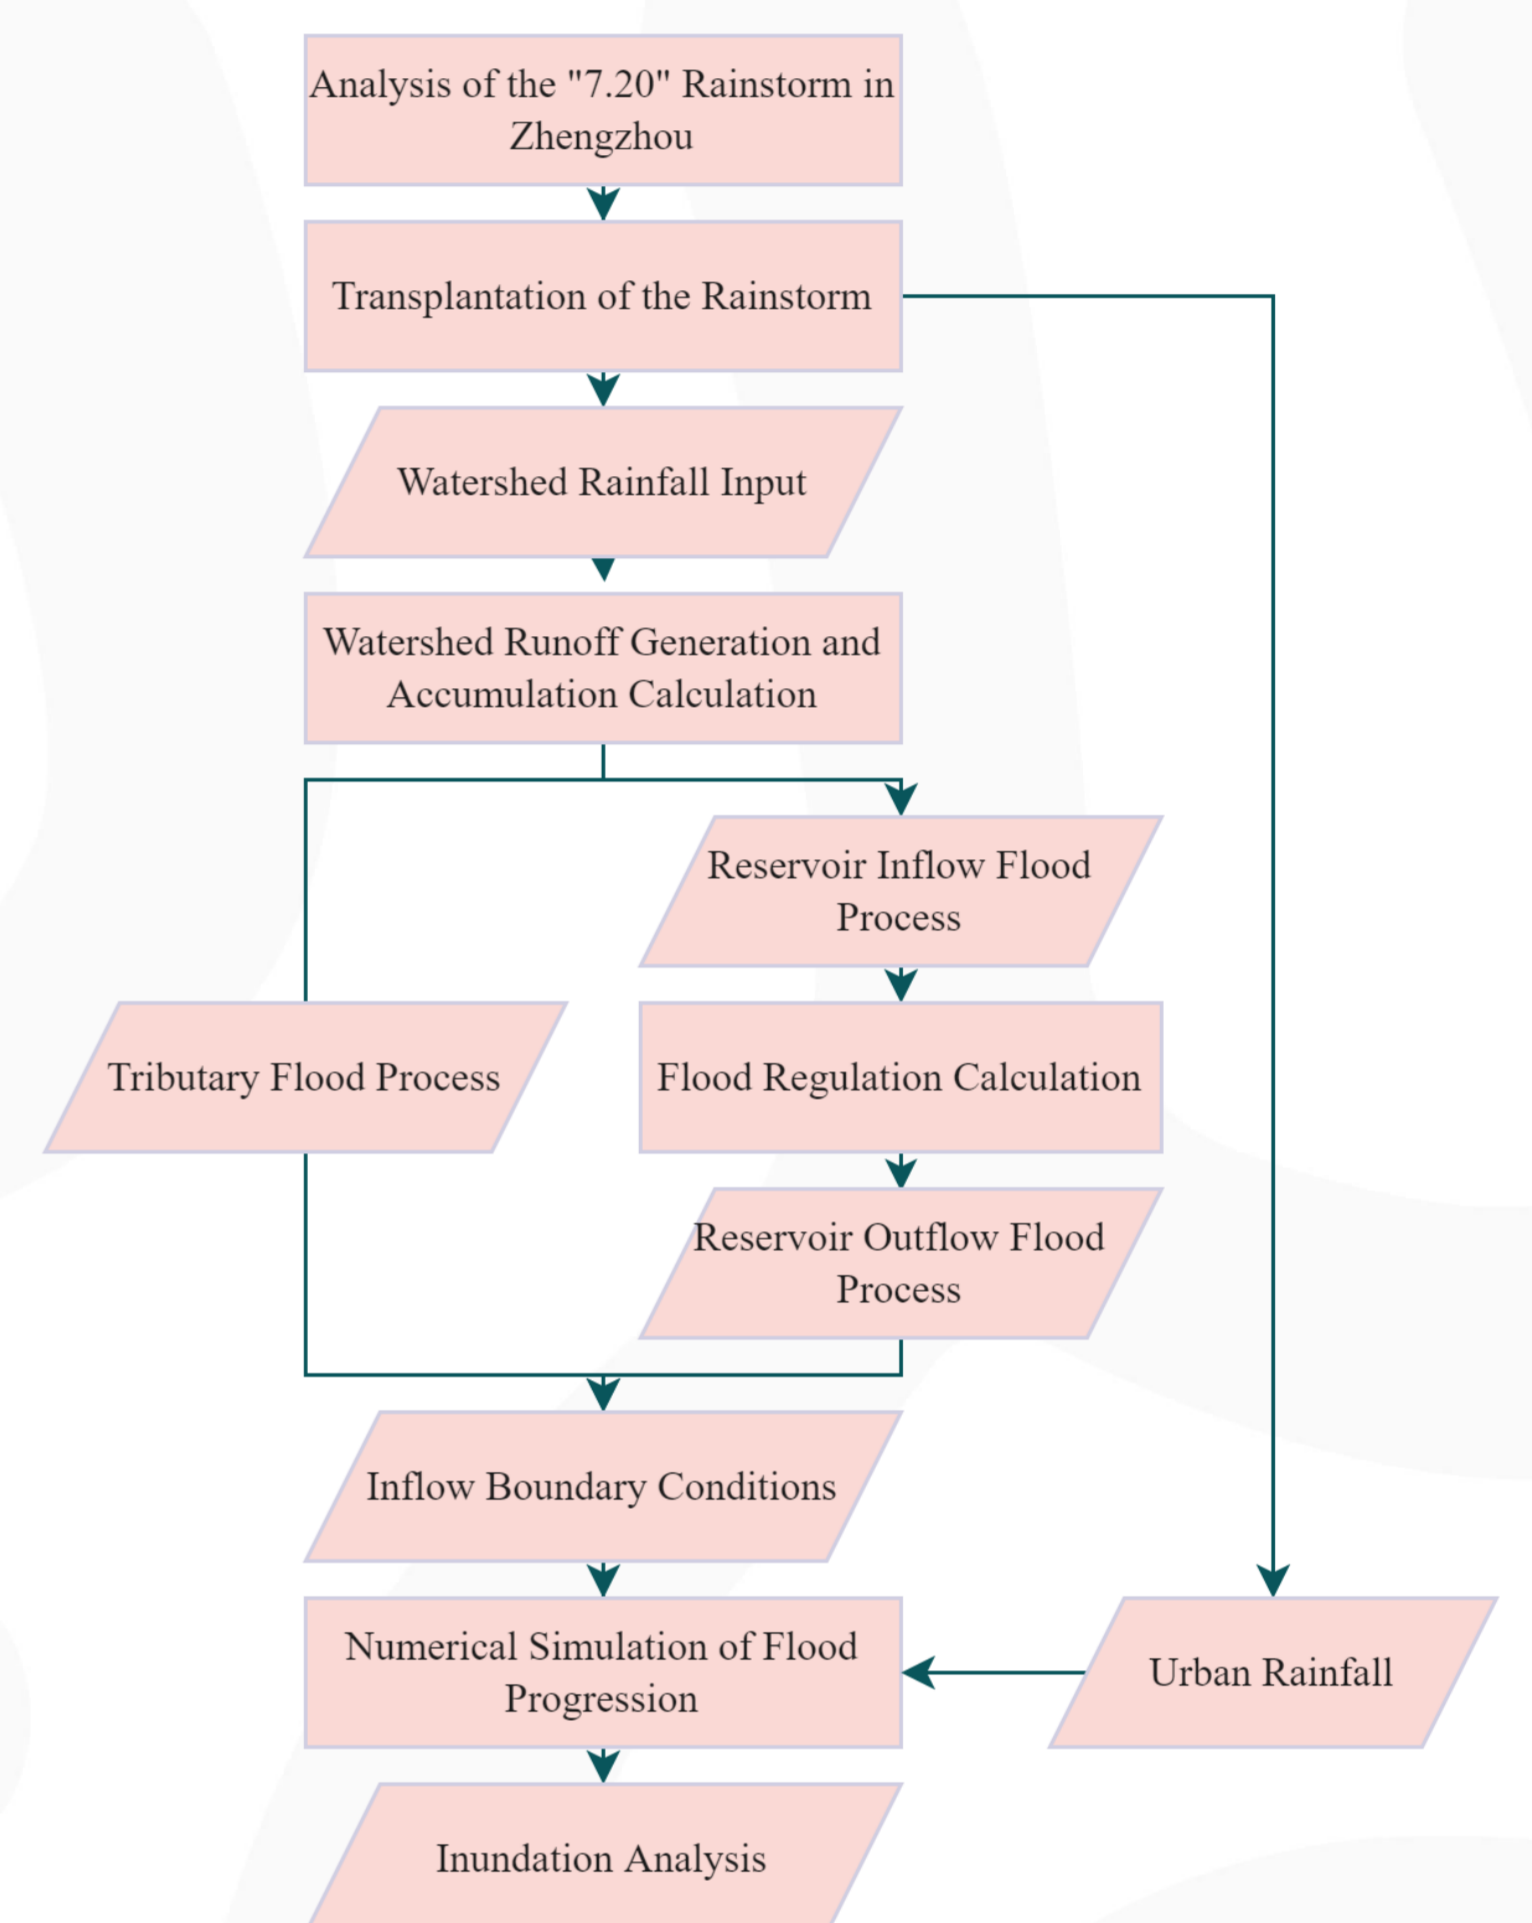 Analysis of the "7.20" Rainstorm in
Zhengzhou
Transplantation of the Rainstorm
Watershed Rainfall Input
Watershed Runoff Generation and
Accumulation Calculation
Reservoir Inflow Flood
Process
Tributary Flood Process
Flood Regulation Calculation
Reservoir Outflow Flood
Process
Inflow Boundary Conditions
Numerical Simulation of Flood
Progression
Urban Rainfall
Inundation Analysis